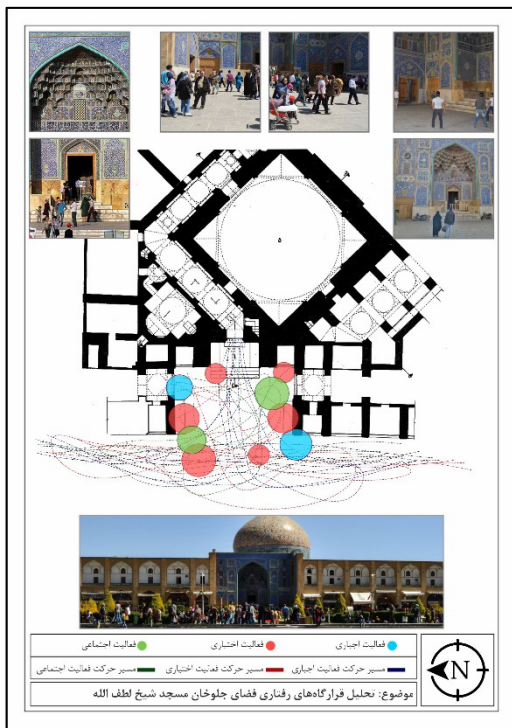 ۵
فعالیت اجباری فعالیت اختیاری فعالیت اجتماعی
مسیر حرکت فعالیت اجباری مسیر حرکت فعالیت اختیاری مسیر حرکت فعالیت اجتماعی
موضوع: تحلیل قرارگاه‌های رفتاری فضای جلوخان مسجد شیخ لطف الله
N